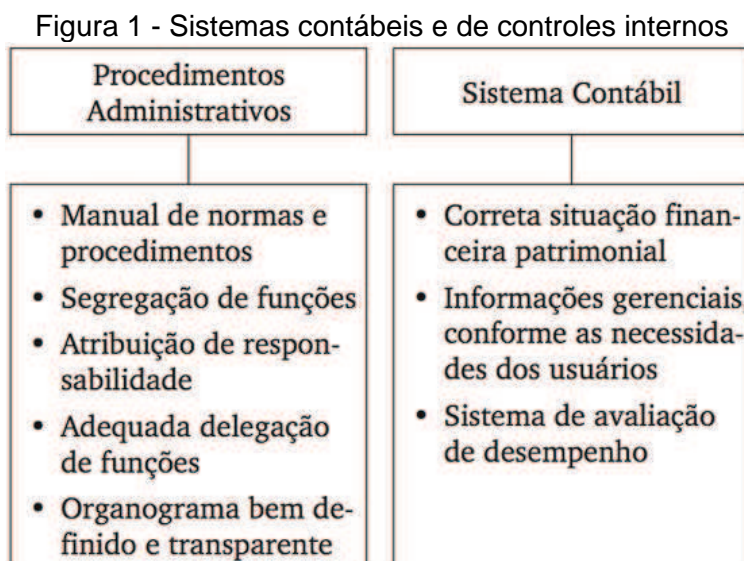 Figura 1 - Sistemas contábeis e de controles internos
Procedimentos
Administrativos
• Manual de normas e
procedimentos
• Segregação de funções
• Atribuição de respon-
sabilidade
• Adequada delegação
de funções
• Organograma bem de-
finido e transparente
Sistema Contábil
• Correta situação finan-
ceira patrimonial
• Informações gerenciais
conforme as necessida-
des dos usuários
• Sistema de avaliação
de desempenho